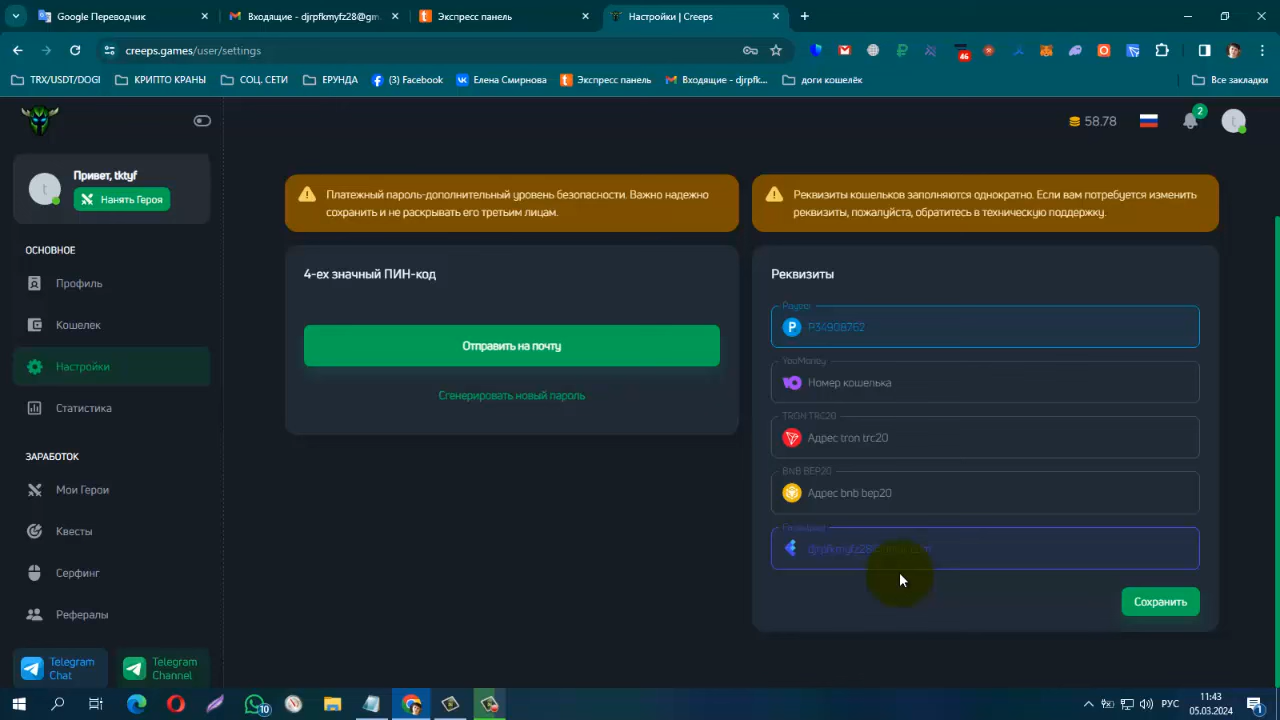 Google Переводчик
Входящие - djrpfkmyfz28@gm
Экспресс панель
Настройки | Creeps
creeps.games/user/settings
46
TRX/USDT/DOGI
КРИПТО КРАНЫ
СОЦ. СЕТИ
ЕРУНДА
(3) Facebook
Елена Смирнова
Экспресс панель
Входящие - djrpfk...
доги кошелёк
Все закладки
58.78
2
t
t
Привет, tktyf
Нанять Героя
ОСНОВНОЕ
Профиль
Кошелек
Настройки
Статистика
ЗАРАБОТОК
Мои Герои
Квесты
Серфинг
Рефералы
Telegram
Chat
Telegram
Channel
Платежный пароль-дополнительный уровень безопасности. Важно надежно
сохранить и не раскрывать его третьим лицам.
4-ех значный ПИН-код
Отправить на почту
Сгенерировать новый пароль
Реквизиты кошельков заполняются однократно. Если вам потребуется изменить
реквизиты, пожалуйста, обратитесь в техническую поддержку.
Реквизиты
Payeer
P34908762
YooMoney
Номер кошелька
TRON TRC20
Адрес tron trc20
BNB BEP20
Адрес bnb bep20
Сохранить
10
РУС
11:43
05.03.2024
1